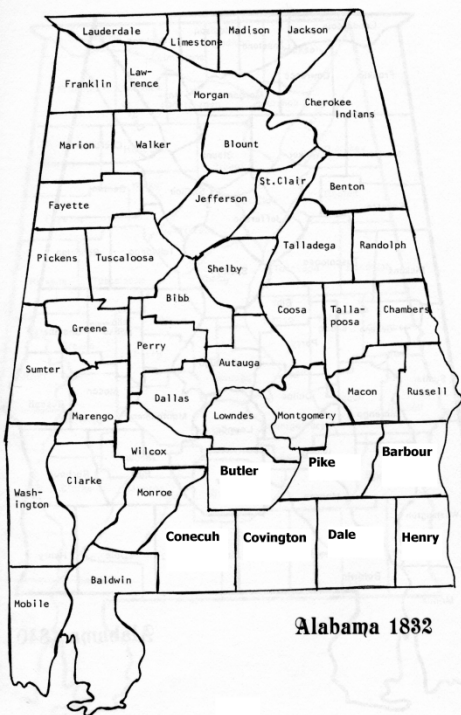 Lauderdale
Limestone
Madison
Jackson
Franklin
Law-
rence
Morgan
Cherokee
Indians
Marion
Walker
Blount
St.Clair
Benton
Fayette
Jefferson
Talladega
Randolph
Pickens
Tuscaloosa
Shelby
Bibb
Greene
Perry
Coosa
Talla-
poosa
Chambers
Sumter
Autauga
Marengo
Dallas
Lowndes
Montgomery
Macon
Russell
Wilcox
Butler
Pike
Barbour
Wash-
ington
Clarke
Monroe
Conecuh
Covington
Dale
Henry
Baldwin
Mobile
Alabama 1832